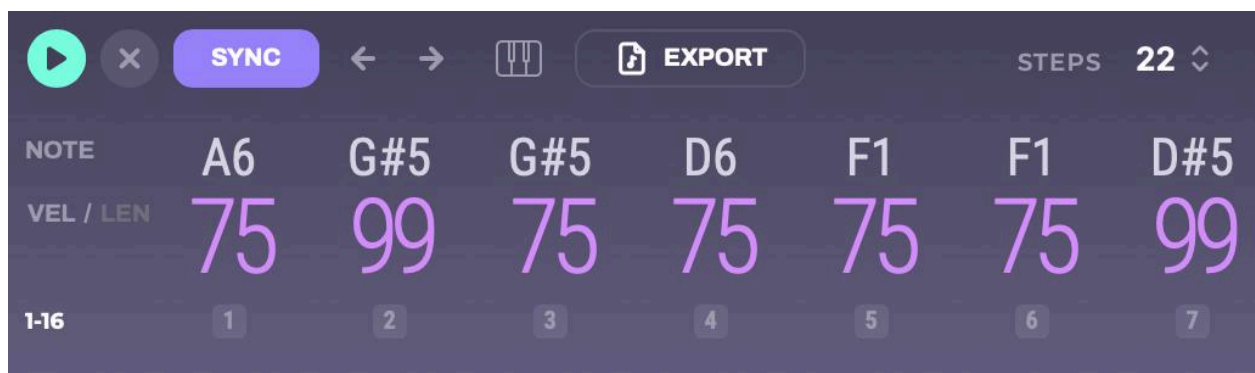 SYNC EXPORT STEPS 22
NOTE A6 G#5 G#5 D6 F1 F1 D#5
VEL / LEN 75 99 75 75 75 75 99
1-16 1 2 3 4 5 6 7